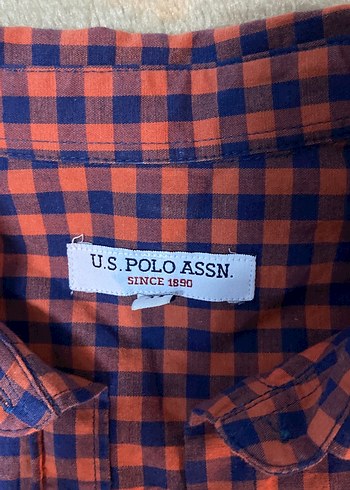 U.S. POLO ASSN.
SINCE 1890